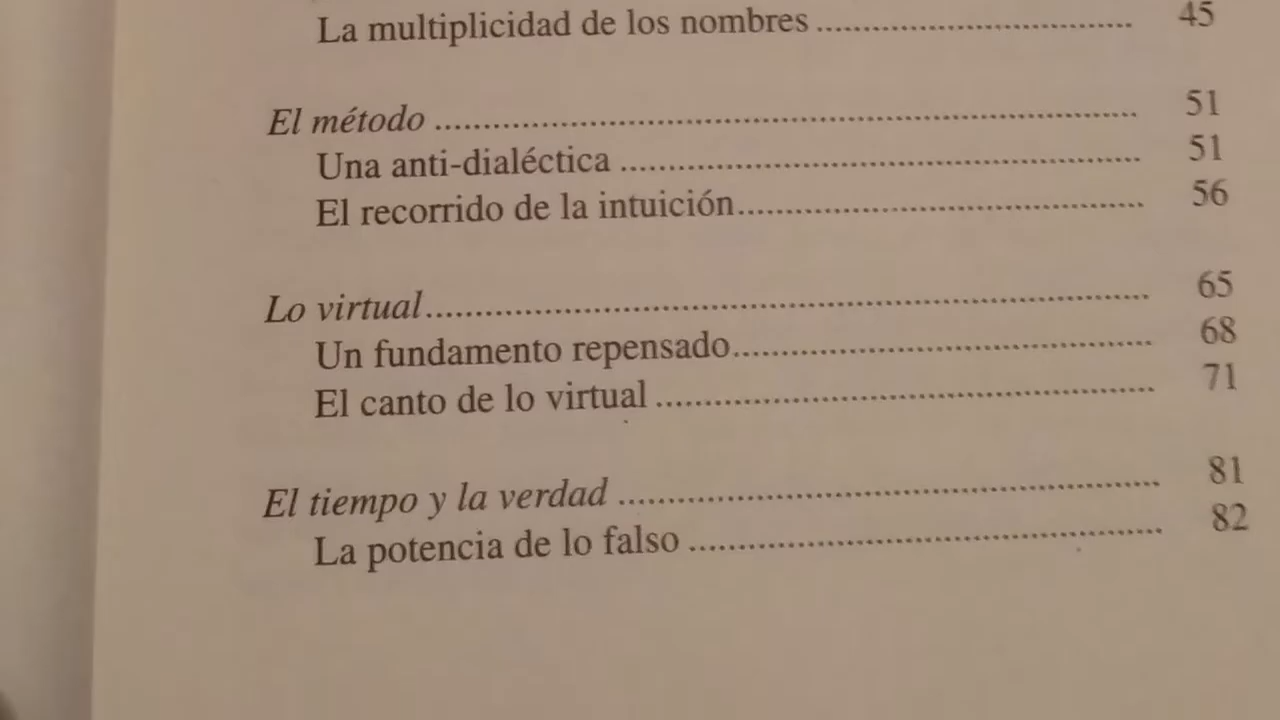 La multiplicidad de los nombres ........................................ 45
El método ........................................ 51
Una anti-dialéctica ........................................ 51
El recorrido de la intuición ........................................ 56
Lo virtual ........................................ 65
Un fundamento repensado ........................................ 68
El canto de lo virtual ........................................ 71
El tiempo y la verdad ........................................ 81
La potencia de lo falso ........................................ 82